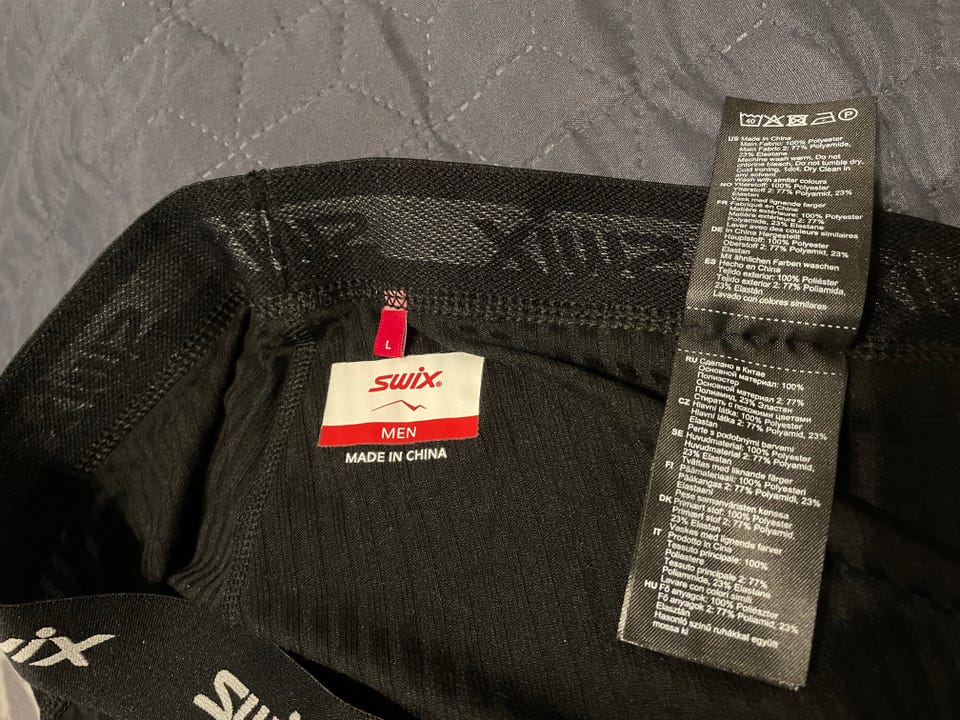 L
SWIX®
MEN
MADE IN CHINA
40 P
US Made in China
Main Fabric: 100% Polyester
Main Fabric 2: 77% Polyamide,
23% Elastane
Machine wash warm, Do not
chlorine bleach, Do not tumble dry,
Cold ironing, 1dot, Dry Clean in
any solvent
Wash with similar colours
NO Ytterstoff: 100% Polyester
Ytterstoff 2: 77% Polyamid, 23%
Elastan
Vask med lignende farger
FR Fabriqué en China
Matière extérieure: 100% Polyester
Matière extérieure 2: 77%
Polyamide, 23% Elastane
Laver avec des couleurs similaires
DE In China Hergestellt
Hauptstoff: 100% Polyester
Oberstoff 2: 77% Polyamid, 23%
Elastan
Mit ähnlichen Farben waschen
ES Hecho en China
Tejido exterior: 100% Poliéster
Tejido exterior 2: 77% Poliamida,
23% Elastán
Lavado con colores similares
RU Сделано в Китае
Основной материал: 100%
Полиэстер
Основной материал 2: 77%
Полиамид, 23% Эластан
Стирать с похожими цветами
CZ Hlavní látka: 100% Polyester
Hlavní látka 2: 77% Polyamid, 23%
Elastan
Perte s podobnými barvami
SE Huvudmaterial: 100% Polyester
Huvudmaterial 2: 77% Polyamid,
23% Elastan
Tvättas med liknande färger
FI Päämateriaali: 100% Polyesteri
Pääkangas 2: 77% Polyamidi, 23%
Elastaani
Pese samanväristen kanssa
DK Primært stof: 100% Polyester
Primært stof 2: 77% Polyamid,
23% Elastan
Vaskes med lignende farver
IT Prodotto in Cina
Tessuto principale: 100%
Poliestere
Tessuto principale 2: 77%
Poliammide, 23% Elastane
Lavare con colori simili
HU Fő anyagok: 100% Poliészter
Fő anyagok 2: 77% Poliamid, 23%
Elasztán
Hasonló színű ruhákkal együtt
mossa ki
swix
Swix